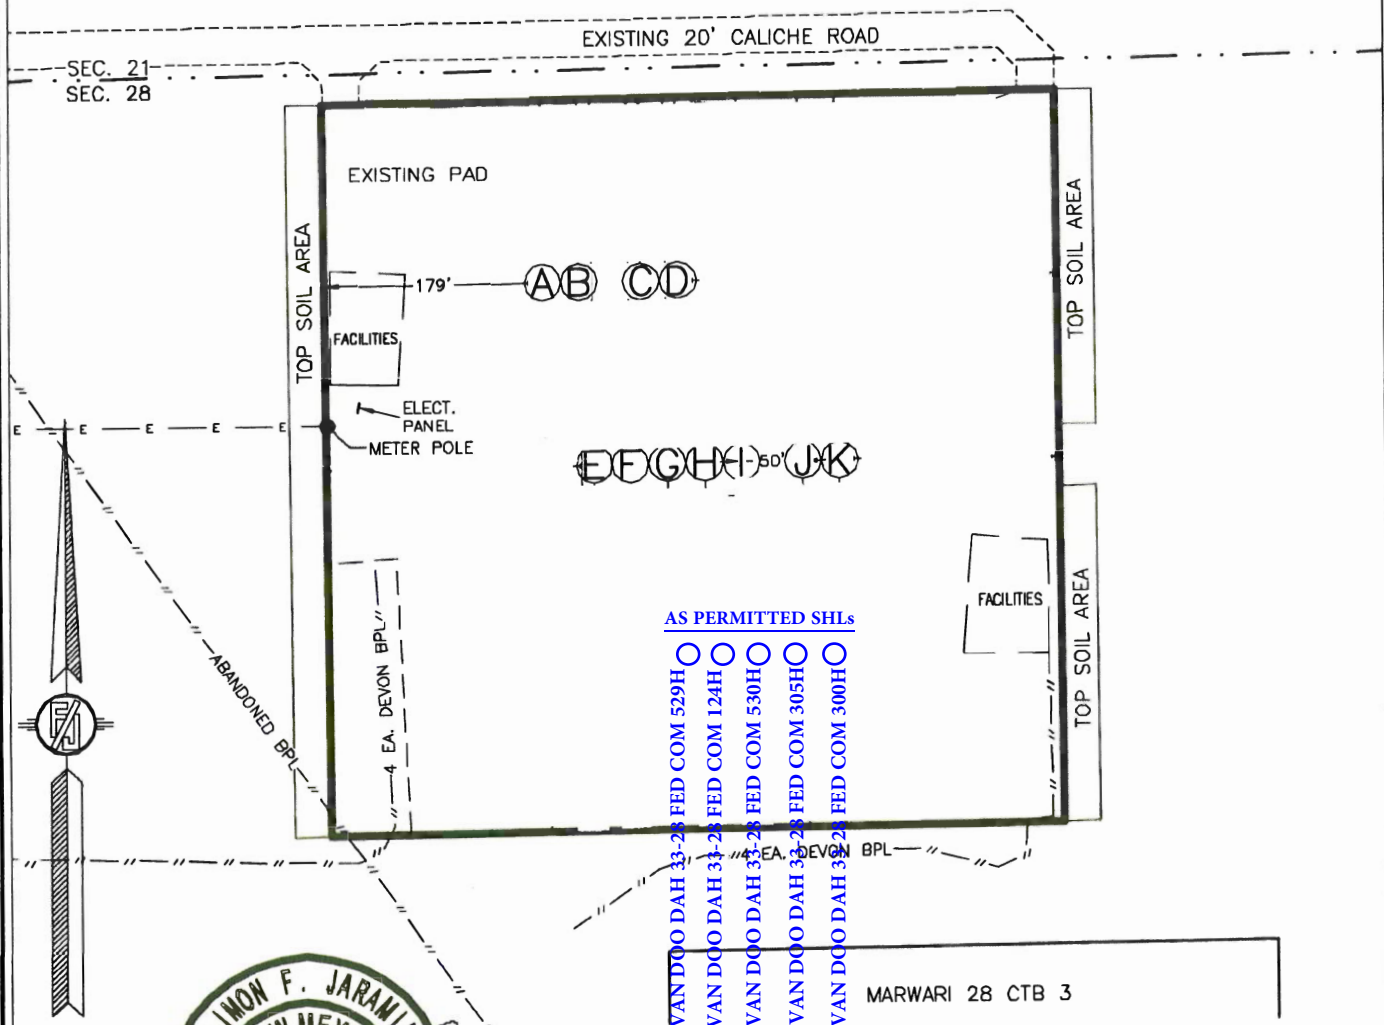 EXISTING 20' CALICHE ROAD
SEC. 21
SEC. 28
EXISTING PAD
TOP SOIL AREA
TOP SOIL AREA
179'
A B C D
FACILITIES
ELECT.
PANEL
METER POLE
E E E E E
E F G H I 50' J K
FACILITIES
TOP SOIL AREA
ABANDONED BPL
4 EA. DEVON BPL
AS PERMITTED SHLs
VAN DOO DAH 33-28 FED COM 529H
VAN DOO DAH 33-28 FED COM 124H
VAN DOO DAH 33-28 FED COM 530H
VAN DOO DAH 33-28 FED COM 305H
VAN DOO DAH 33-28 FED COM 300H
4 EA. DEVON BPL
MARWARI 28 CTB 3
IMON F. JARAMI